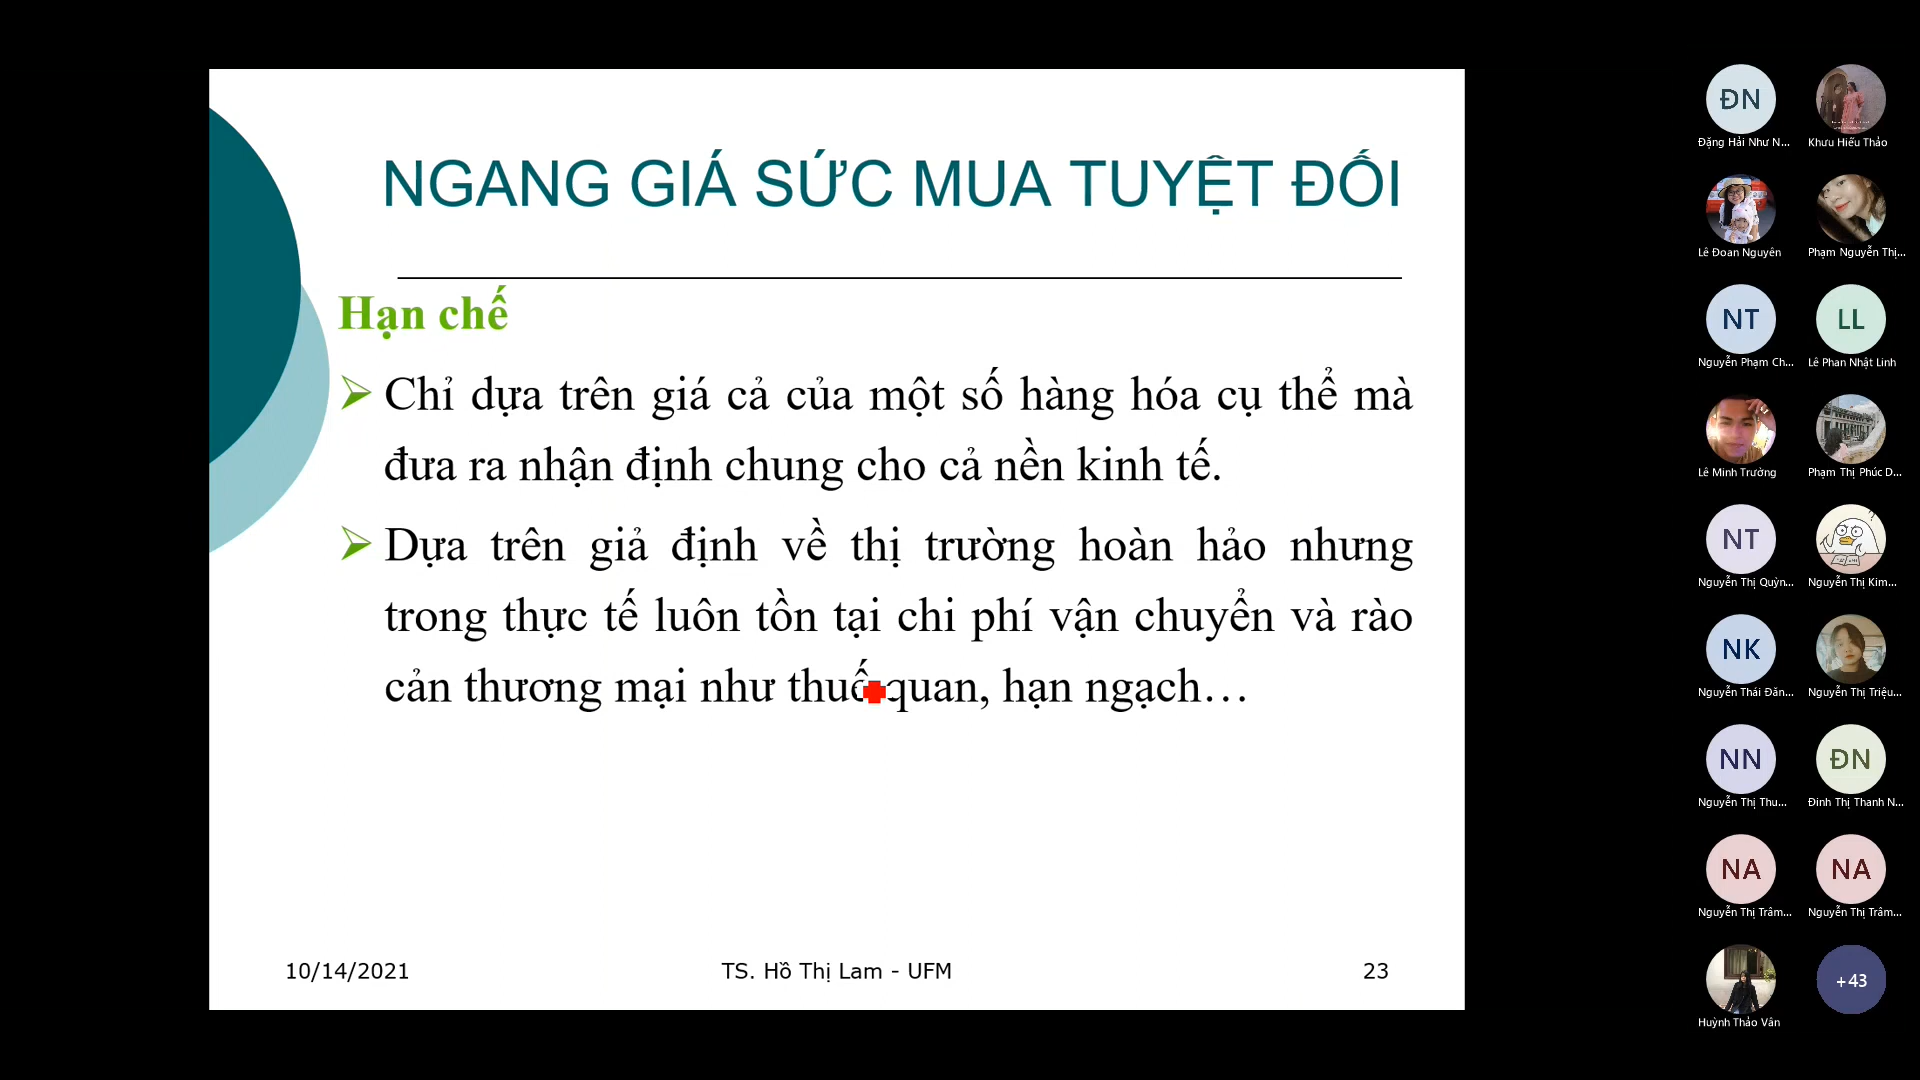 NGANG GIÁ SỨC MUA TUYỆT ĐỐI
Hạn chế
Chỉ dựa trên giá cả của một số hàng hóa cụ thể mà
đưa ra nhận định chung cho cả nền kinh tế.
Dựa trên giả định về thị trường hoàn hảo nhưng
trong thực tế luôn tồn tại chi phí vận chuyển và rào
cản thương mại như thuế quan, hạn ngạch…
10/14/2021
TS. Hồ Thị Lam - UFM
23
ĐN
Đặng Hải Như N...
Khưu Hiếu Thảo
Lê Đoan Nguyên
Phạm Nguyễn Thị...
NT
Nguyễn Phạm Ch...
LL
Lê Phan Nhật Linh
Lê Minh Trường
Phạm Thị Phúc D...
NT
Nguyễn Thị Quỳn...
Nguyễn Thị Kim...
NK
Nguyễn Thái Đăn...
Nguyễn Thị Triệu...
NN
Nguyễn Thị Thu...
ĐN
Đinh Thị Thanh N...
NA
Nguyễn Thị Trâm...
NA
Nguyễn Thị Trâm...
Huỳnh Thảo Vân
+43